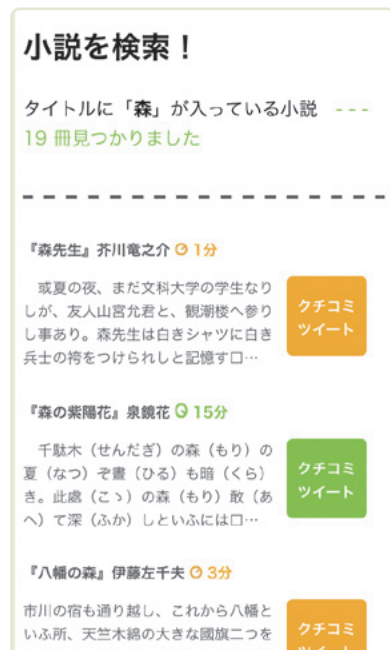 小説を検索！
タイトルに「森」が入っている小説 - - -
19 冊見つかりました
『森先生』芥川竜之介 1分
或夏の夜、まだ文科大学の学生なり
しが、友人山宮允君と、観潮楼へ参り
し事あり。森先生は白きシャツに白き
兵士の袴をつけられしと記憶す□…
クチコミ
ツイート
『森の紫陽花』泉鏡花 15分
千駄木（せんだぎ）の森（もり）の
夏（なつ）ぞ晝（ひる）も暗（くら）
き。此處（こゝ）の森（もり）敢（あ
へ）て深（ふか）しといふには□…
クチコミ
ツイート
『八幡の森』伊藤左千夫 3分
市川の宿も通り越し、これから八幡と
いふ所、天竺木綿の大きな國旗二つを
クチコミ
ツイート